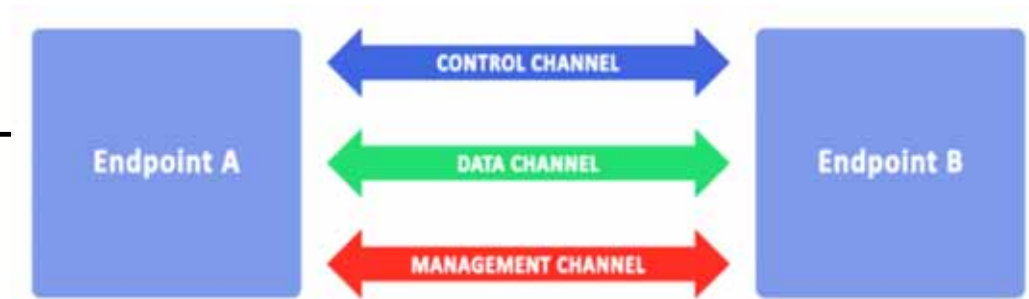 CONTROL CHANNEL
Endpoint A
DATA CHANNEL
Endpoint B
MANAGEMENT CHANNEL